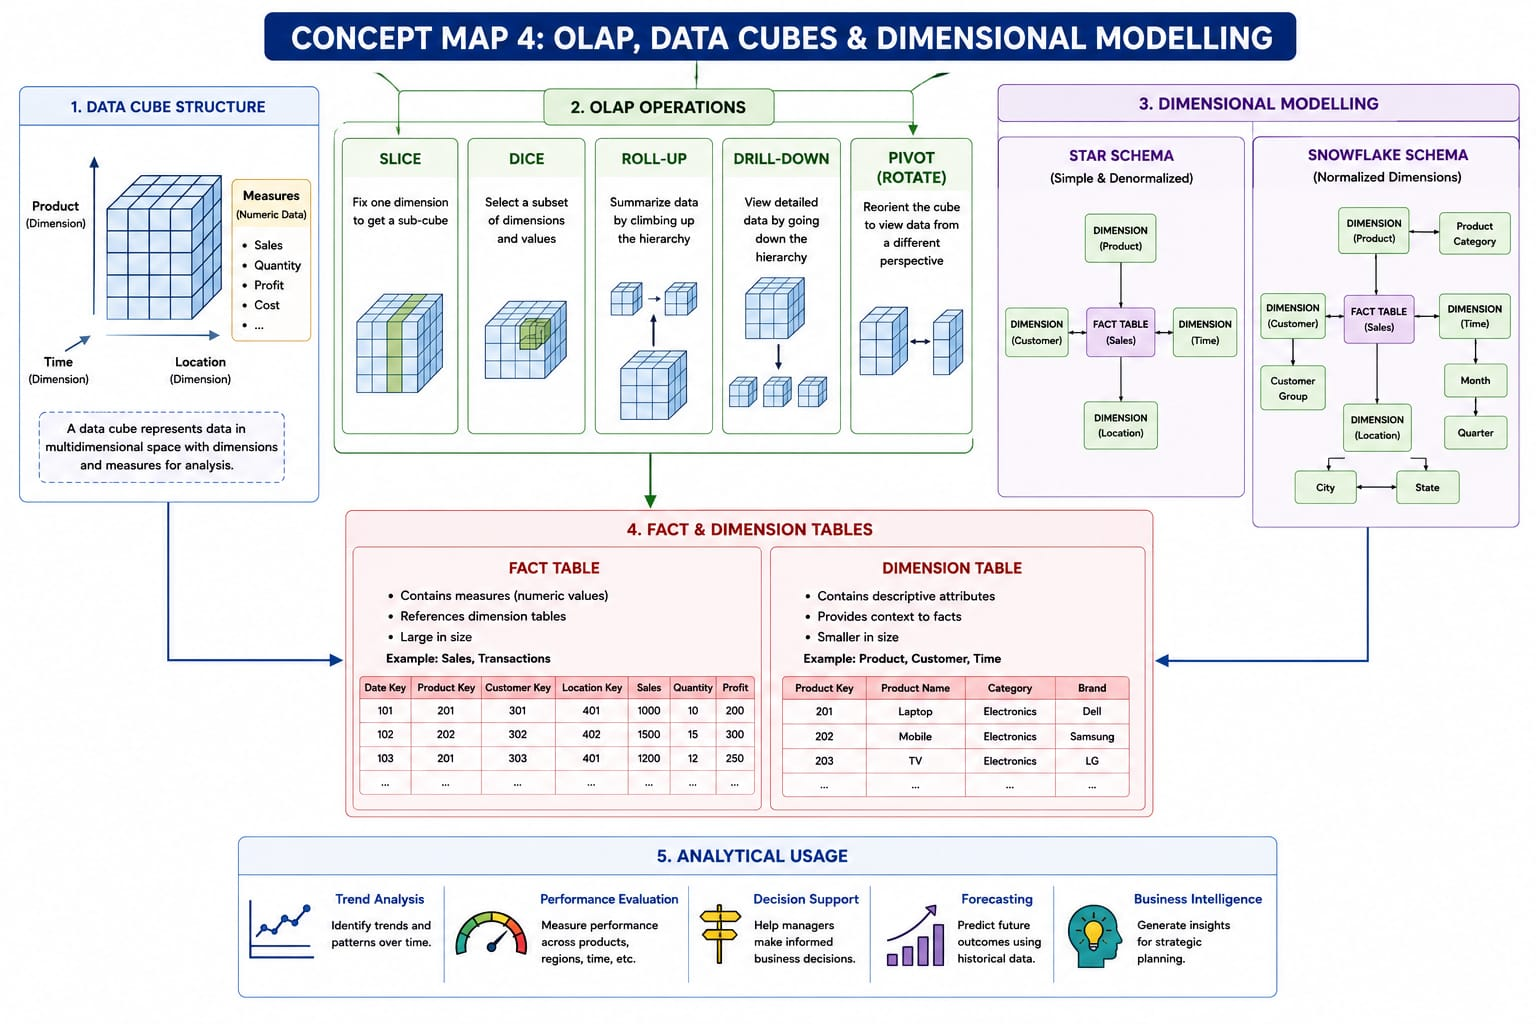 CONCEPT MAP 4: OLAP, DATA CUBES & DIMENSIONAL MODELLING
1. DATA CUBE STRUCTURE
Product
(Dimension)
Measures
(Numeric Data)
• Sales
• Quantity
• Profit
• Cost
• ...
Time
(Dimension)
Location
(Dimension)
A data cube represents data in
multidimensional space with dimensions
and measures for analysis.
2. OLAP OPERATIONS
SLICE
Fix one dimension
to get a sub-cube
DICE
Select a subset
of dimensions
and values
ROLL-UP
Summarize data
by climbing up
the hierarchy
DRILL-DOWN
View detailed
data by going
down the
hierarchy
PIVOT
(ROTATE)
Reorient the cube
to view data from
a different
perspective
3. DIMENSIONAL MODELLING
STAR SCHEMA
(Simple & Denormalized)
DIMENSION
(Product)
DIMENSION
(Customer)
FACT TABLE
(Sales)
DIMENSION
(Time)
DIMENSION
(Location)
SNOWFLAKE SCHEMA
(Normalized Dimensions)
DIMENSION
(Product)
Product
Category
DIMENSION
(Customer)
FACT TABLE
(Sales)
DIMENSION
(Time)
Customer
Group
Month
DIMENSION
(Location)
Quarter
City
State
4. FACT & DIMENSION TABLES
FACT TABLE
• Contains measures (numeric values)
• References dimension tables
• Large in size
Example: Sales, Transactions
Date Key Product Key Customer Key Location Key Sales Quantity Profit
101 201 301 401 1000 10 200
102 202 302 402 1500 15 300
103 201 303 401 1200 12 250
... ... ... ... ... ... ...
DIMENSION TABLE
• Contains descriptive attributes
• Provides context to facts
• Smaller in size
Example: Product, Customer, Time
Product Key Product Name Category Brand
201 Laptop Electronics Dell
202 Mobile Electronics Samsung
203 TV Electronics LG
... ... ... ...
5. ANALYTICAL USAGE
Trend Analysis
Identify trends and
patterns over time.
Performance Evaluation
Measure performance
across products,
regions, time, etc.
Decision Support
Help managers
make informed
business decisions.
Forecasting
Predict future
outcomes using
historical data.
Business Intelligence
Generate insights
for strategic
planning.